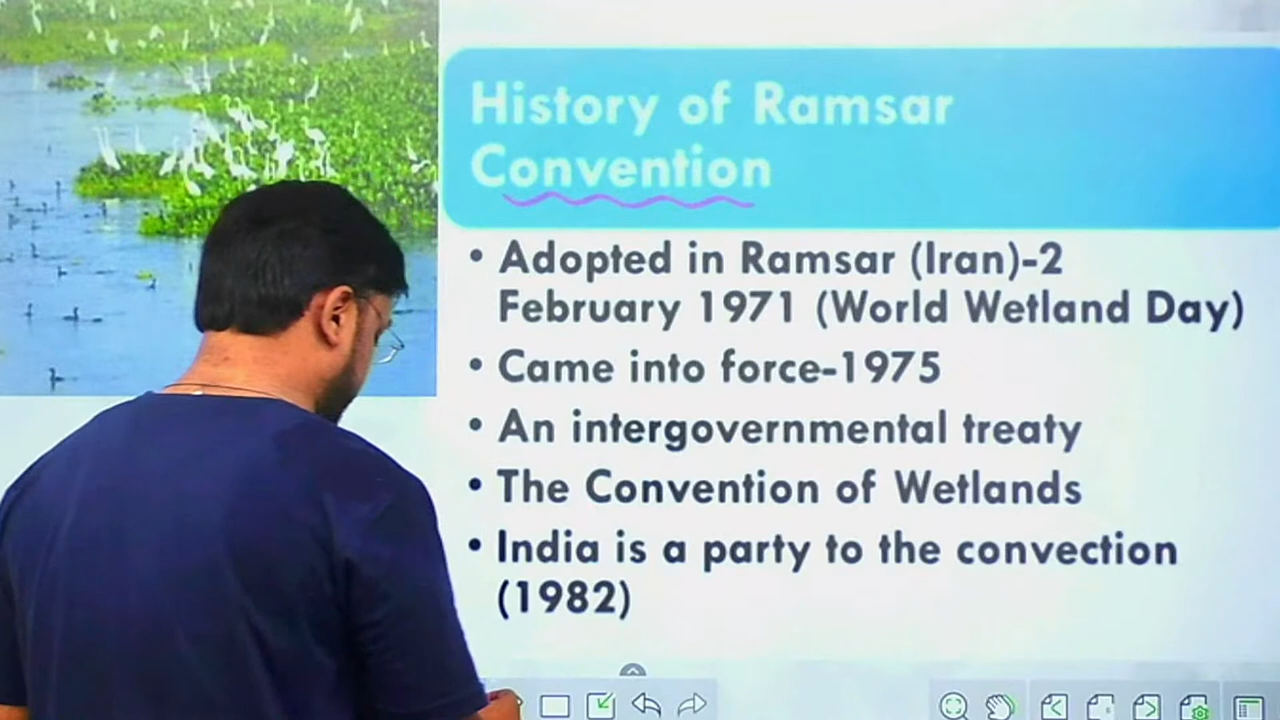 History of Ramsar
Convention
• Adopted in Ramsar (Iran)-2
February 1971 (World Wetland Day)
• Came into force-1975
• An intergovernmental treaty
• The Convention of Wetlands
• India is a party to the convection
(1982)